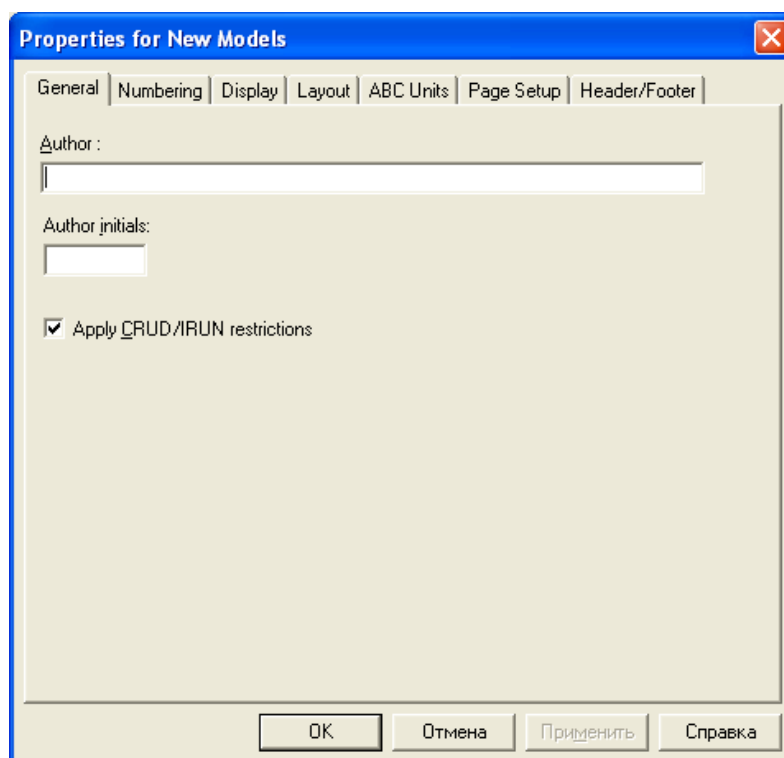 Properties for New Models
General Numbering Display Layout ABC Units Page Setup Header/Footer
Author :
Author initials:
Apply CRUD/IRUN restrictions
OK Отмена Применить Справка